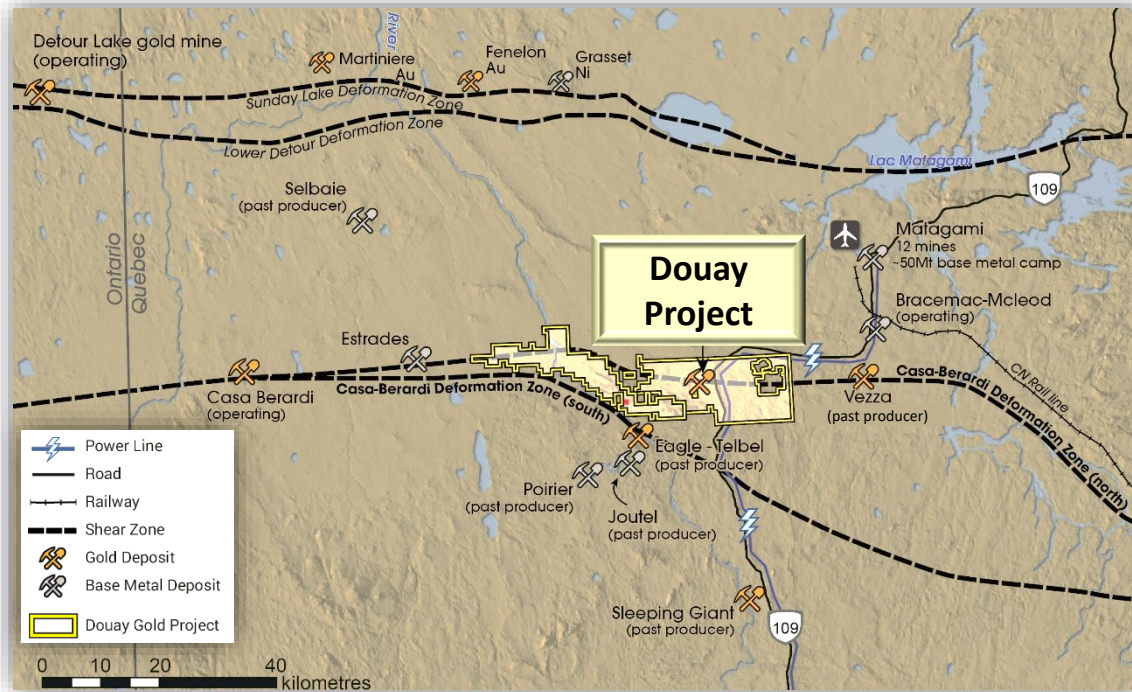 Detour Lake gold mine
(operating)
Martiniere
Au
River
Fenelon
Au
Grasset
Ni
Sunday Lake Deformation Zone
Lower Detour Deformation Zone
Lac Matagami
109
Selbaie
(past producer)
Ontario
Quebec
Matagami
12 mines
~50Mt base metal camp
Bracemac-Mcleod
(operating)
Douay
Project
CN Rail line
Estrades
Casa Berardi
(operating)
Casa-Berardi Deformation Zone (south)
Vezza
(past producer)
Casa-Berardi Deformation Zone (north)
Eagle - Telbel
(past producer)
Poirier
(past producer)
Joutel
(past producer)
Sleeping Giant
(past producer)
109
Power Line
Road
Railway
Shear Zone
Gold Deposit
Base Metal Deposit
Douay Gold Project
0 10 20 40
kilometres